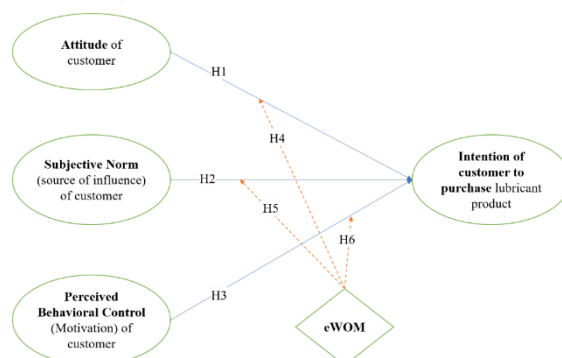 Attitude of
customer
H1
H4
Subjective Norm
(source of influence)
of customer
H2
Intention of
customer to
purchase lubricant
product
H5
H6
Perceived
Behavioral Control
(Motivation) of
customer
H3
eWOM